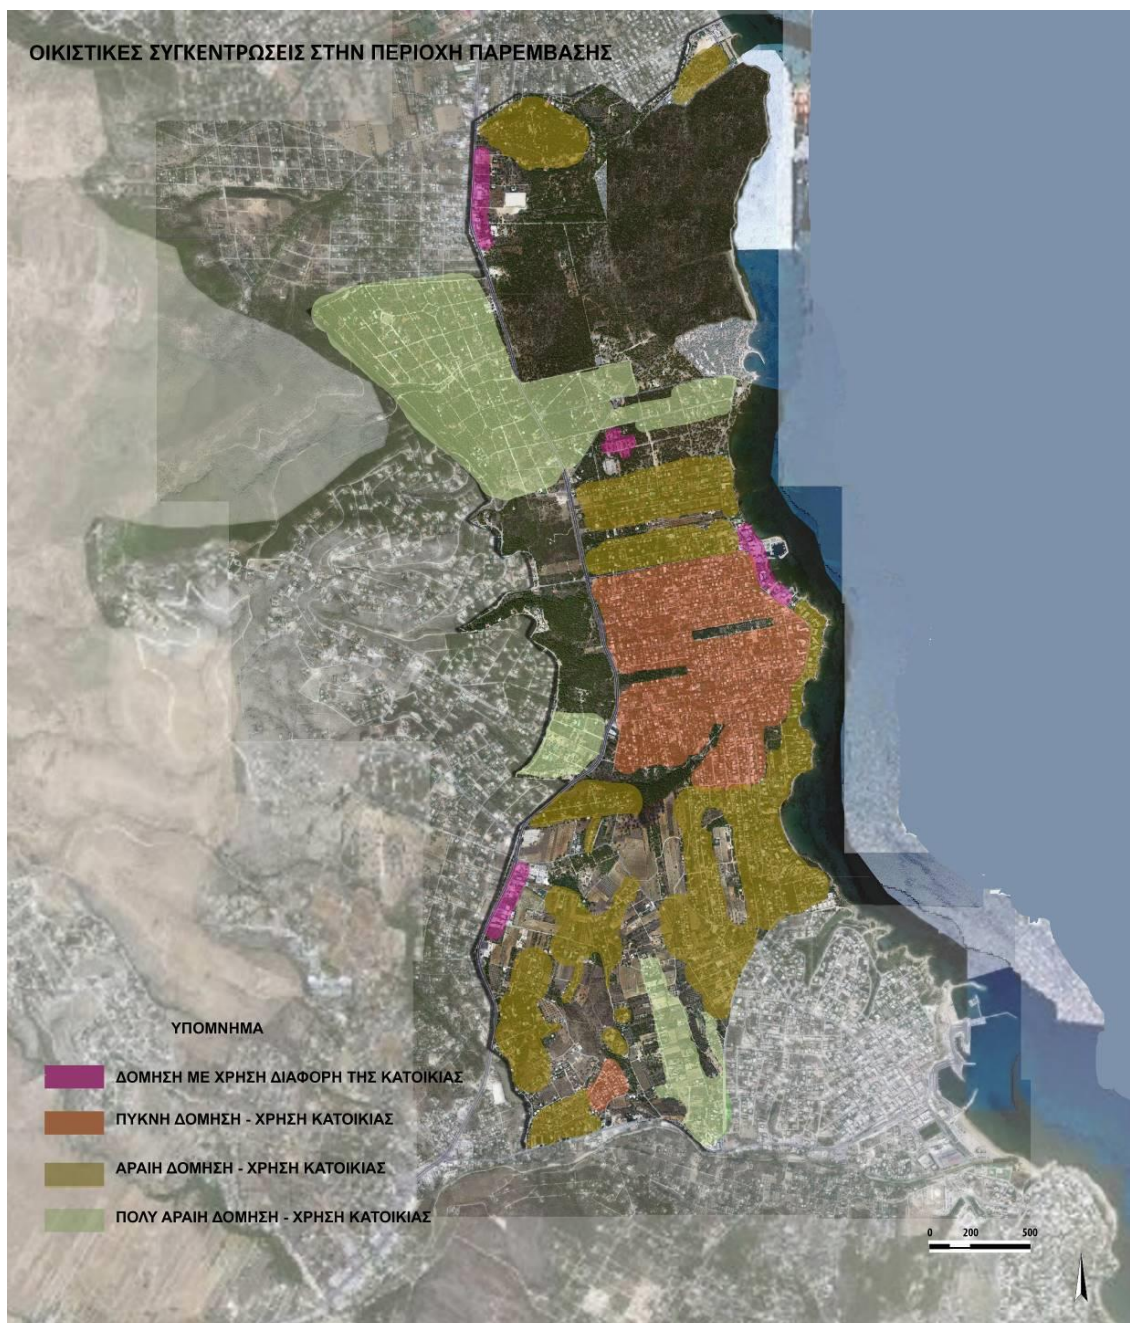 ΟΙΚΙΣΤΙΚΕΣ ΣΥΓΚΕΝΤΡΩΣΕΙΣ ΣΤΗΝ ΠΕΡΙΟΧΗ ΠΑΡΕΜΒΑΣΗΣ
ΥΠΟΜΝΗΜΑ
ΔΟΜΗΣΗ ΜΕ ΧΡΗΣΗ ΔΙΑΦΟΡΗ ΤΗΣ ΚΑΤΟΙΚΙΑΣ
ΠΥΚΝΗ ΔΟΜΗΣΗ - ΧΡΗΣΗ ΚΑΤΟΙΚΙΑΣ
ΑΡΑΙΗ ΔΟΜΗΣΗ - ΧΡΗΣΗ ΚΑΤΟΙΚΙΑΣ
ΠΟΛΥ ΑΡΑΙΗ ΔΟΜΗΣΗ - ΧΡΗΣΗ ΚΑΤΟΙΚΙΑΣ
0 200 500